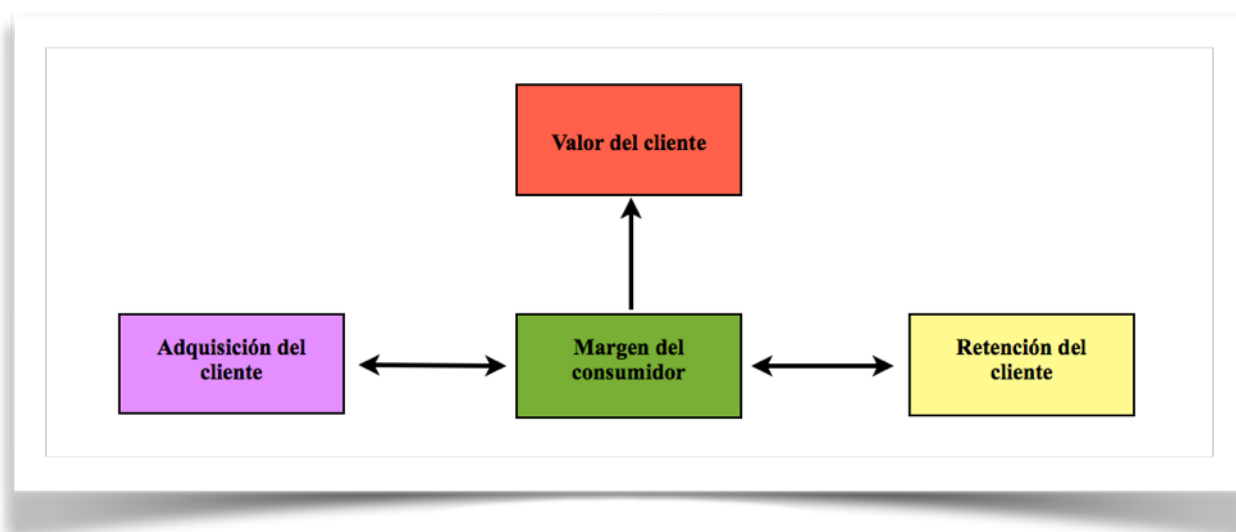 Valor del cliente
Adquisición del
cliente
Margen del
consumidor
Retención del
cliente